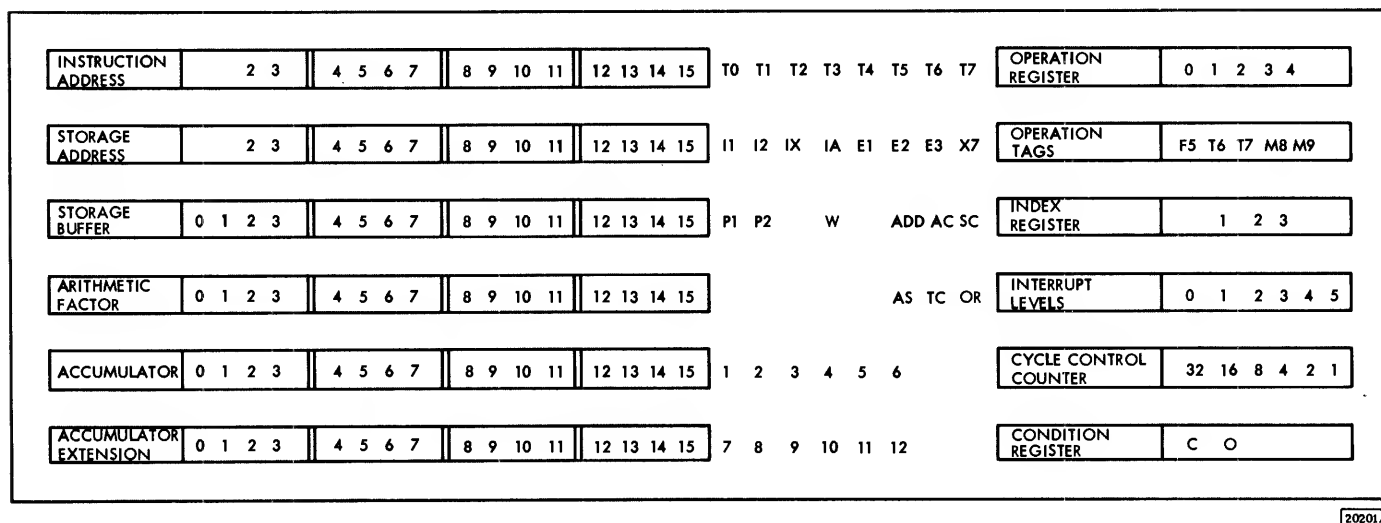 INSTRUCTION ADDRESS 2 3 4 5 6 7 8 9 10 11 12 13 14 15 T0 T1 T2 T3 T4 T5 T6 T7 OPERATION REGISTER 0 1 2 3 4
STORAGE ADDRESS 2 3 4 5 6 7 8 9 10 11 12 13 14 15 I1 I2 IX IA E1 E2 E3 X7 OPERATION TAGS F5 T6 T7 M8 M9
STORAGE BUFFER 0 1 2 3 4 5 6 7 8 9 10 11 12 13 14 15 P1 P2 W ADD AC SC INDEX REGISTER 1 2 3
ARITHMETIC FACTOR 0 1 2 3 4 5 6 7 8 9 10 11 12 13 14 15 AS TC OR INTERRUPT LEVELS 0 1 2 3 4 5
ACCUMULATOR 0 1 2 3 4 5 6 7 8 9 10 11 12 13 14 15 1 2 3 4 5 6 CYCLE CONTROL COUNTER 32 16 8 4 2 1
ACCUMULATOR EXTENSION 0 1 2 3 4 5 6 7 8 9 10 11 12 13 14 15 7 8 9 10 11 12 CONDITION REGISTER C O